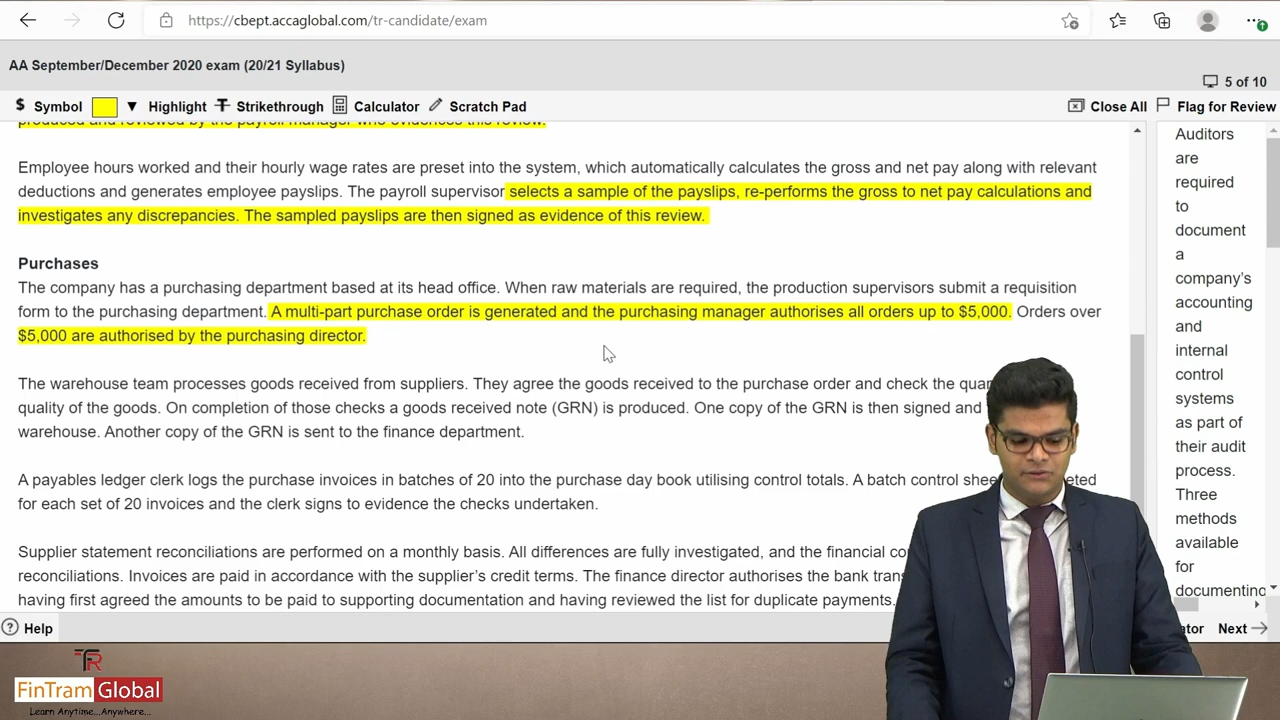 https://cbept.accaglobal.com/tr-candidate/exam
AA September/December 2020 exam (20/21 Syllabus)
5 of 10
$ Symbol Highlight T Strikethrough Calculator Scratch Pad Close All Flag for Review
produced and reviewed by the payroll manager who evidences this review.
Employee hours worked and their hourly wage rates are preset into the system, which automatically calculates the gross and net pay along with relevant
deductions and generates employee payslips. The payroll supervisor selects a sample of the payslips, re-performs the gross to net pay calculations and
investigates any discrepancies. The sampled payslips are then signed as evidence of this review.
Purchases
The company has a purchasing department based at its head office. When raw materials are required, the production supervisors submit a requisition
form to the purchasing department. A multi-part purchase order is generated and the purchasing manager authorises all orders up to $5,000. Orders over
$5,000 are authorised by the purchasing director.
The warehouse team processes goods received from suppliers. They agree the goods received to the purchase order and check the
quality of the goods. On completion of those checks a goods received note (GRN) is produced. One copy of the GRN is then signed and
warehouse. Another copy of the GRN is sent to the finance department.
A payables ledger clerk logs the purchase invoices in batches of 20 into the purchase day book utilising control totals. A batch control
for each set of 20 invoices and the clerk signs to evidence the checks undertaken.
Supplier statement reconciliations are performed on a monthly basis. All differences are fully investigated, and the financial
reconciliations. Invoices are paid in accordance with the supplier's credit terms. The finance director authorises the bank
having first agreed the amounts to be paid to supporting documentation and having reviewed the list for duplicate payments.
Auditors
are
required
to
document
a
company's
accounting
and
internal
control
systems
as part of
their audit
process.
Three
methods
available
for
documenting
Help
Next
FR
FinTram Global
Learn Anytime...Anywhere...